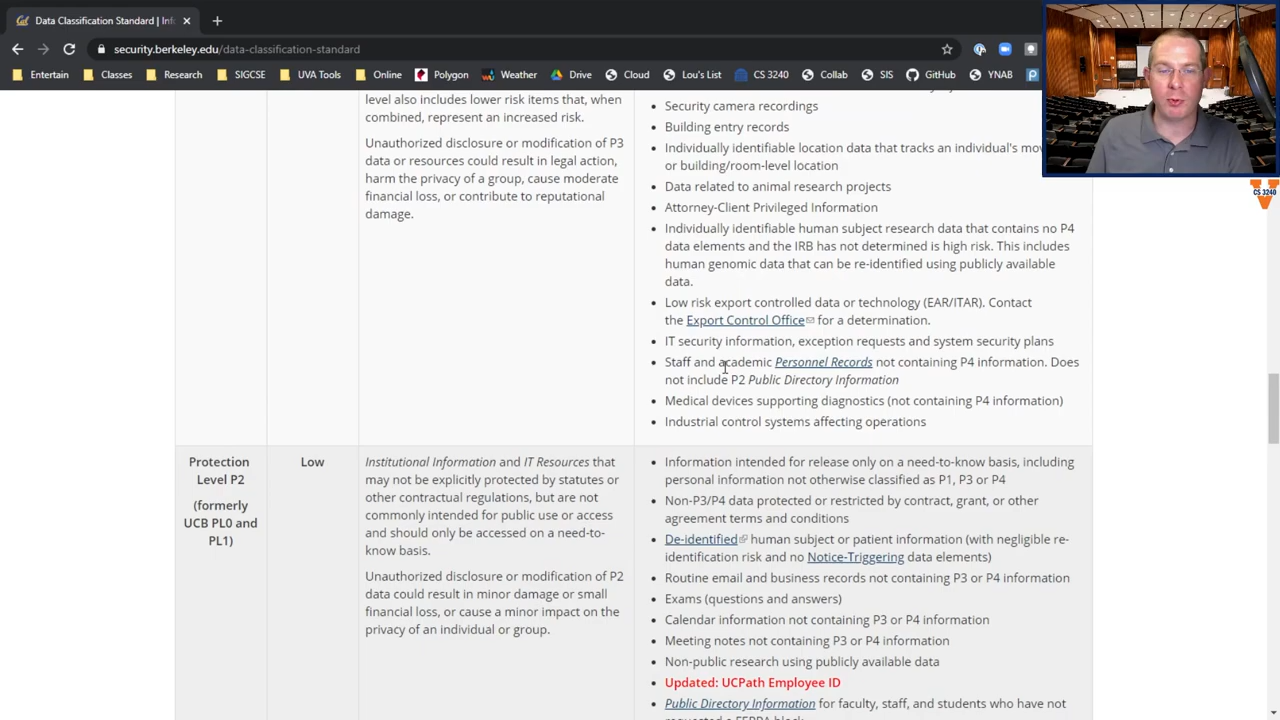 Data Classification Standard | Inf
security.berkeley.edu/data-classification-standard
Entertain Classes Research SIGCSE UVA Tools Online Polygon Weather Drive Cloud Lou's List CS 3240 Collab SIS GitHub YNAB
CS 3240
level also includes lower risk items that, when
combined, represent an increased risk.
Unauthorized disclosure or modification of P3
data or resources could result in legal action,
harm the privacy of a group, cause moderate
financial loss, or contribute to reputational
damage.
Security camera recordings
Building entry records
Individually identifiable location data that tracks an individual's mov
or building/room-level location
Data related to animal research projects
Attorney-Client Privileged Information
Individually identifiable human subject research data that contains no P4
data elements and the IRB has not determined is high risk. This includes
human genomic data that can be re-identified using publicly available
data.
Low risk export controlled data or technology (EAR/ITAR). Contact
the Export Control Office for a determination.
IT security information, exception requests and system security plans
Staff and academic Personnel Records not containing P4 information. Does
not include P2 Public Directory Information
Medical devices supporting diagnostics (not containing P4 information)
Industrial control systems affecting operations
Protection
Level P2
(formerly
UCB PL0 and
PL1)
Low
Institutional Information and IT Resources that
may not be explicitly protected by statutes or
other contractual regulations, but are not
commonly intended for public use or access
and should only be accessed on a need-to-
know basis.
Unauthorized disclosure or modification of P2
data could result in minor damage or small
financial loss, or cause a minor impact on the
privacy of an individual or group.
Information intended for release only on a need-to-know basis, including
personal information not otherwise classified as P1, P3 or P4
Non-P3/P4 data protected or restricted by contract, grant, or other
agreement terms and conditions
De-identified human subject or patient information (with negligible re-
identification risk and no Notice-Triggering data elements)
Routine email and business records not containing P3 or P4 information
Exams (questions and answers)
Calendar information not containing P3 or P4 information
Meeting notes not containing P3 or P4 information
Non-public research using publicly available data
Updated: UCPath Employee ID
Public Directory Information for faculty, staff, and students who have not